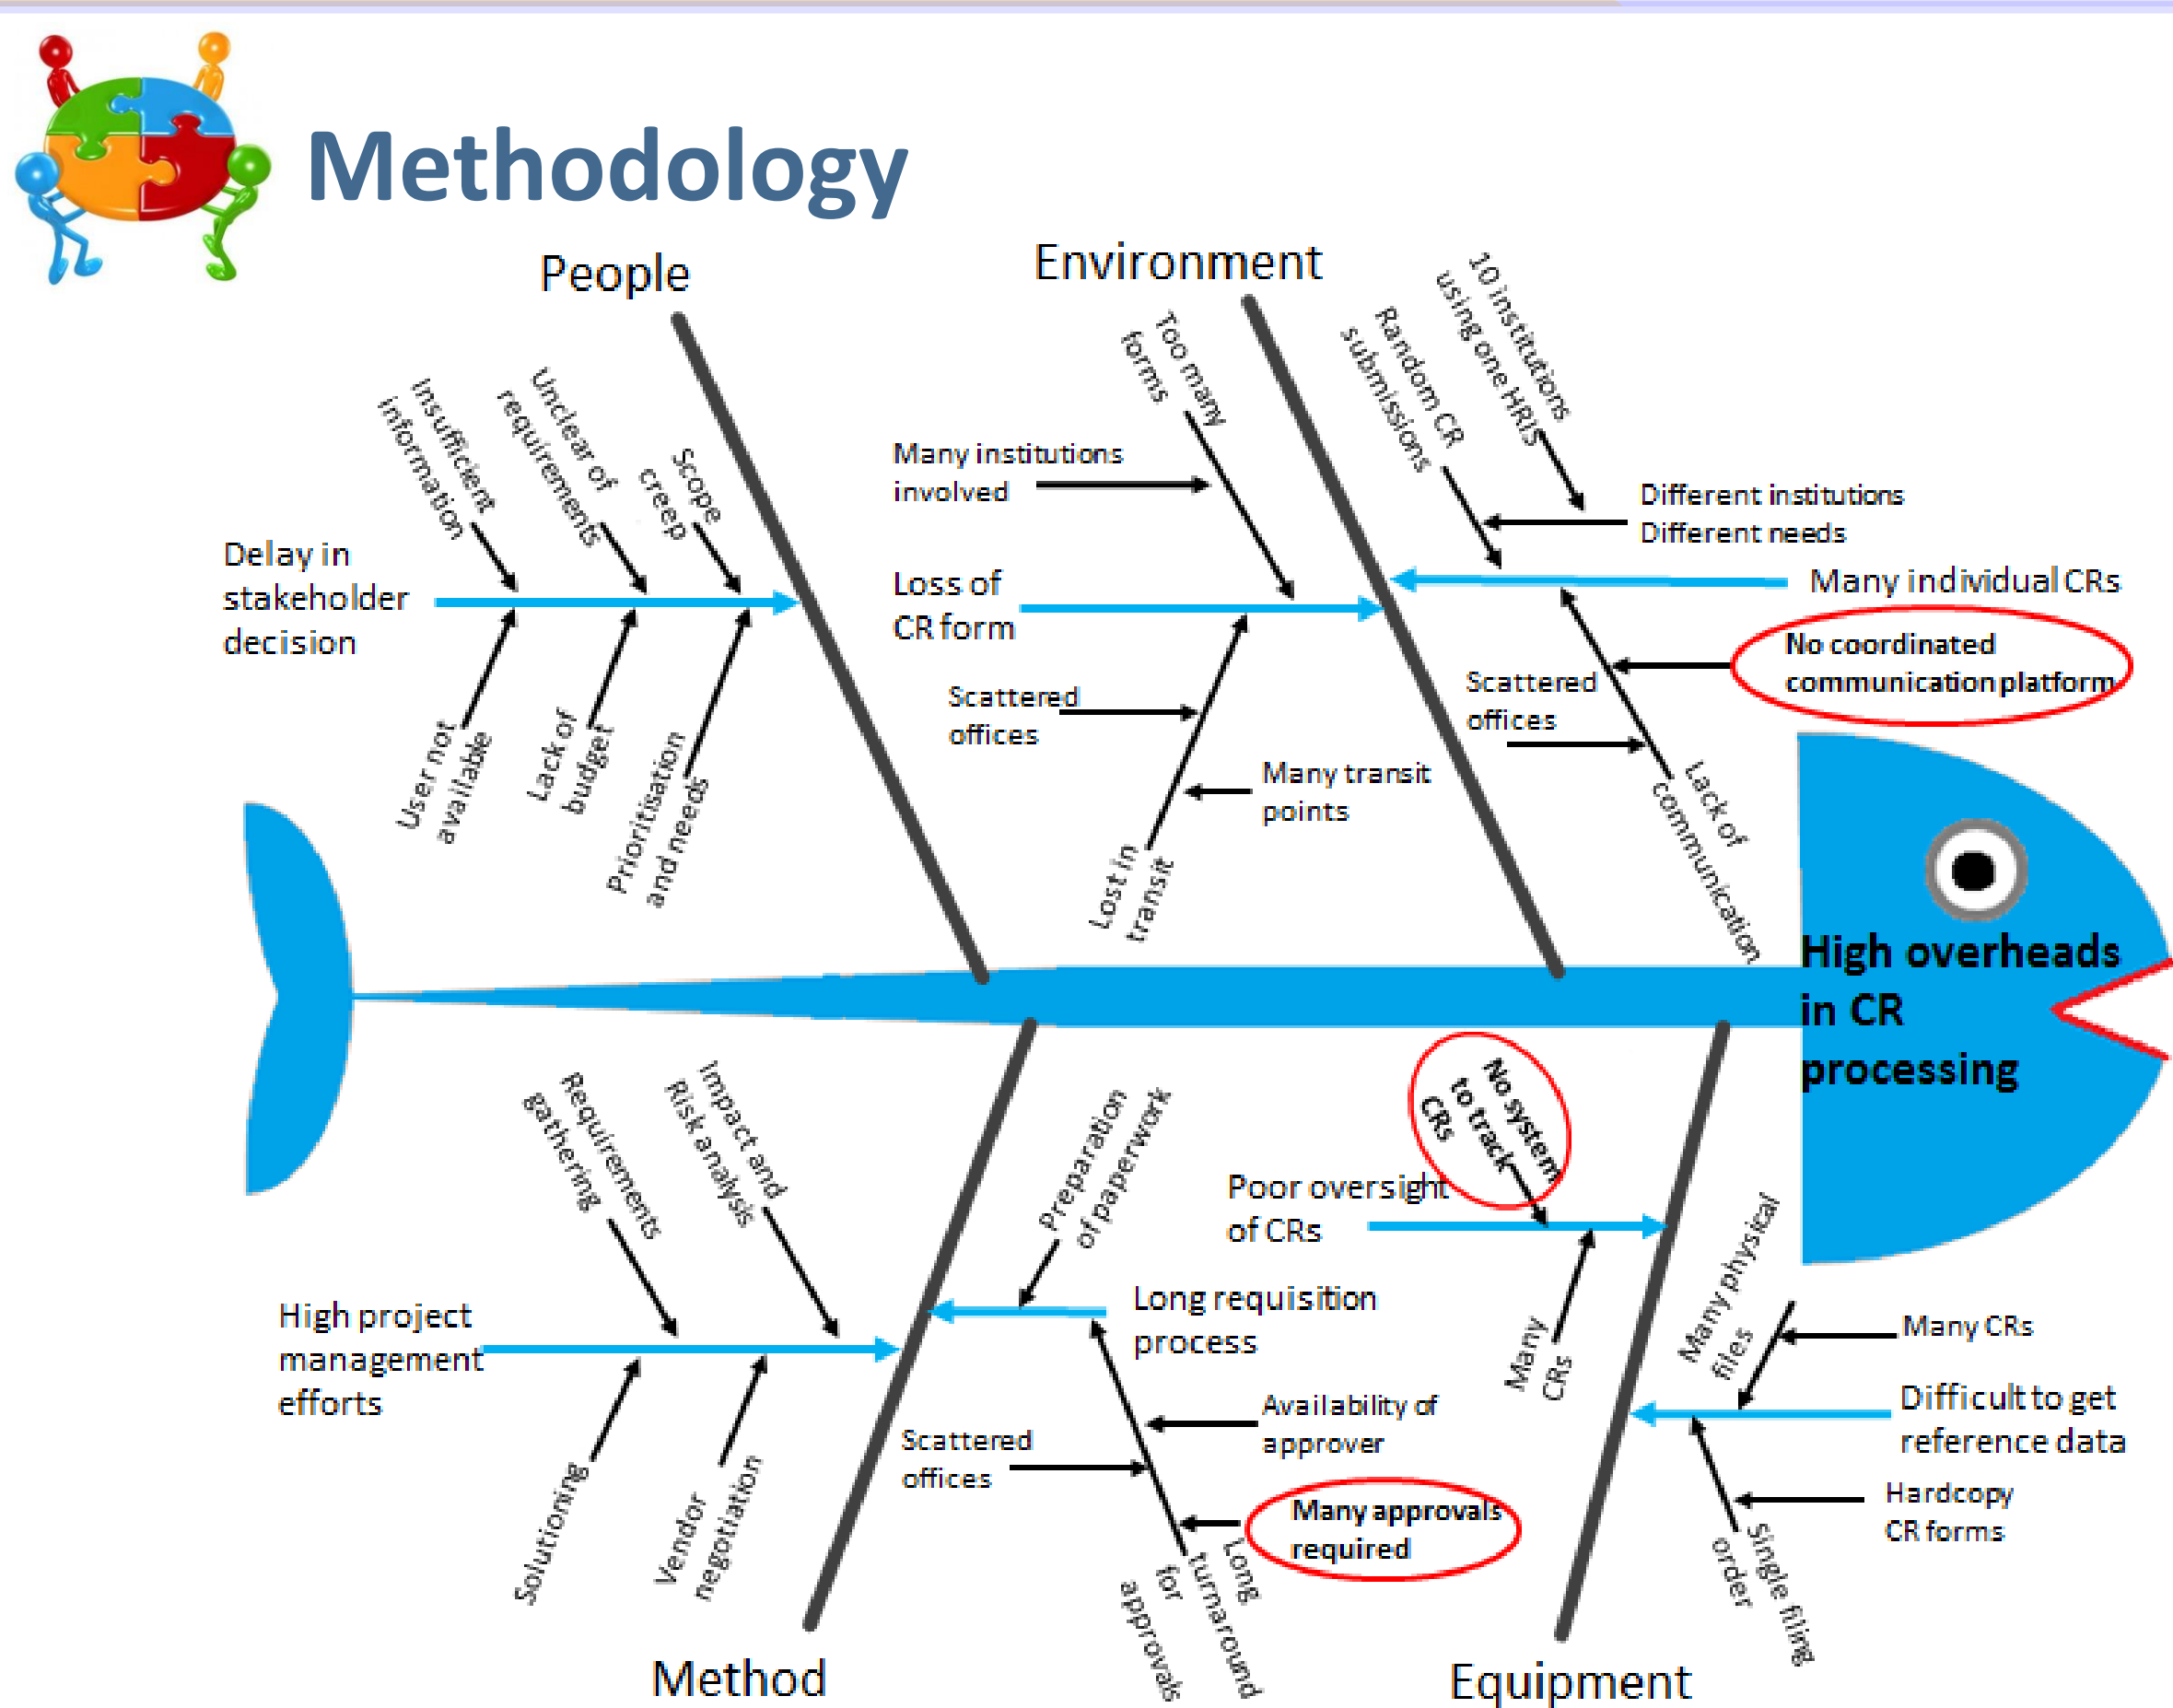 Methodology
People
Environment
Insufficient
information
Unclear of
requirements
Scope
creep
Delay in
stakeholder
decision
User not
available
Lack of
budget
Prioritisation
and needs
Too many
forms
Many institutions
involved
Loss of
CR form
Scattered
offices
Many transit
points
Lost in
transit
Random CR
submissions
10 institutions
using one HRIS
Different institutions
Different needs
Many individual CRs
No coordinated
communication platform
Scattered
offices
Lack of
communication
High overheads
in CR
processing
Requirements
gathering
Impact and
Risk analysis
High project
management
efforts
Solutioning
Vendor
negotiation
Preparation
of paperwork
Long requisition
process
Availability of
approver
Scattered
offices
Many approvals
required
Long
turnaround
for
approvals
No system
to track
CRs
Poor oversight
of CRs
Many
CRs
Many physical
files
Many CRs
Difficult to get
reference data
Hardcopy
CR forms
Single filing
order
Method
Equipment